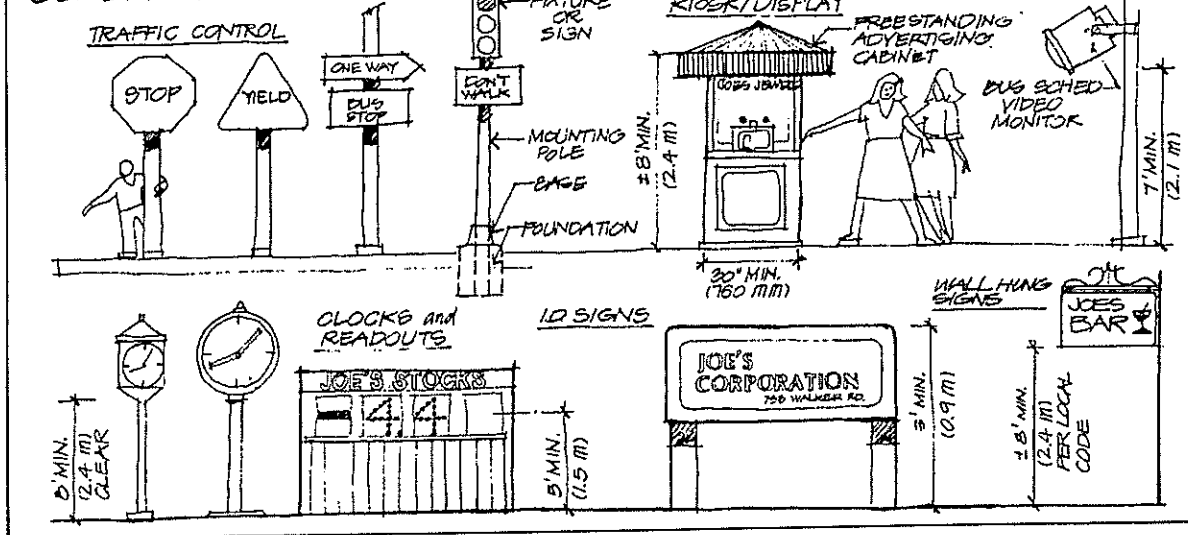 TRAFFIC CONTROL
STOP
YIELD
ONE WAY
BUS
STOP
FIXTURE
OR
SIGN
DON'T
WALK
MOUNTING
POLE
BASE
FOUNDATION
KIOSK/DISPLAY
FREESTANDING
ADVERTISING
CABINET
±8' MIN.
(2.4 m)
30" MIN.
(760 MM)
BUS SCHED
VIDEO
MONITOR
7' MIN.
(2.1 m)
CLOCKS and
READOUTS
8' MIN.
(2.4 m)
CLEAR
JOE'S STOCKS
44
5' MIN.
(1.5 m)
I.D SIGNS
JOE'S
CORPORATION
WALKER RD.
3' MIN.
(0.9 m)
WALL HUNG
SIGNS
JOES
BAR
±8' MIN.
(2.4 m)
PER LOCAL
CODE